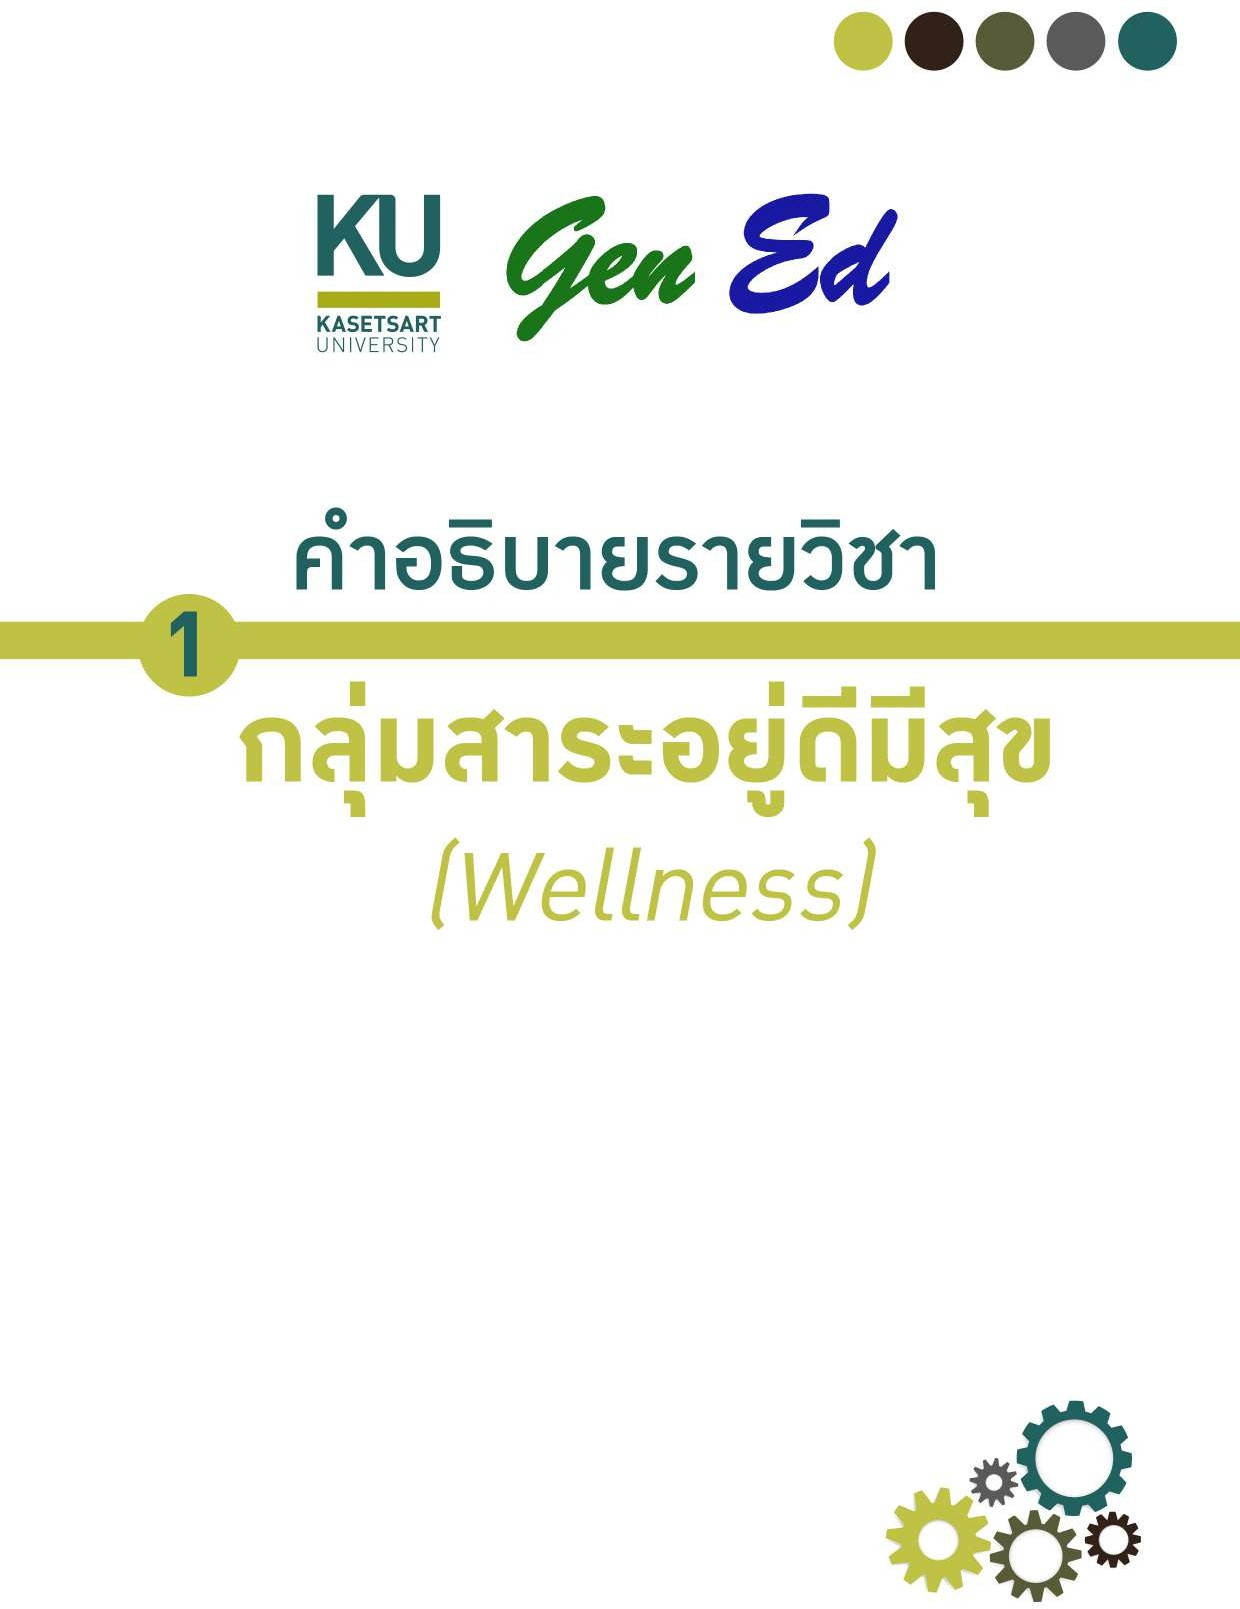 KU
KASETSART
UNIVERSITY
Gen Ed
คำอธิบายรายวิชา
1
กลุ่มสาระอยู่ดีมีสุข
(Wellness)